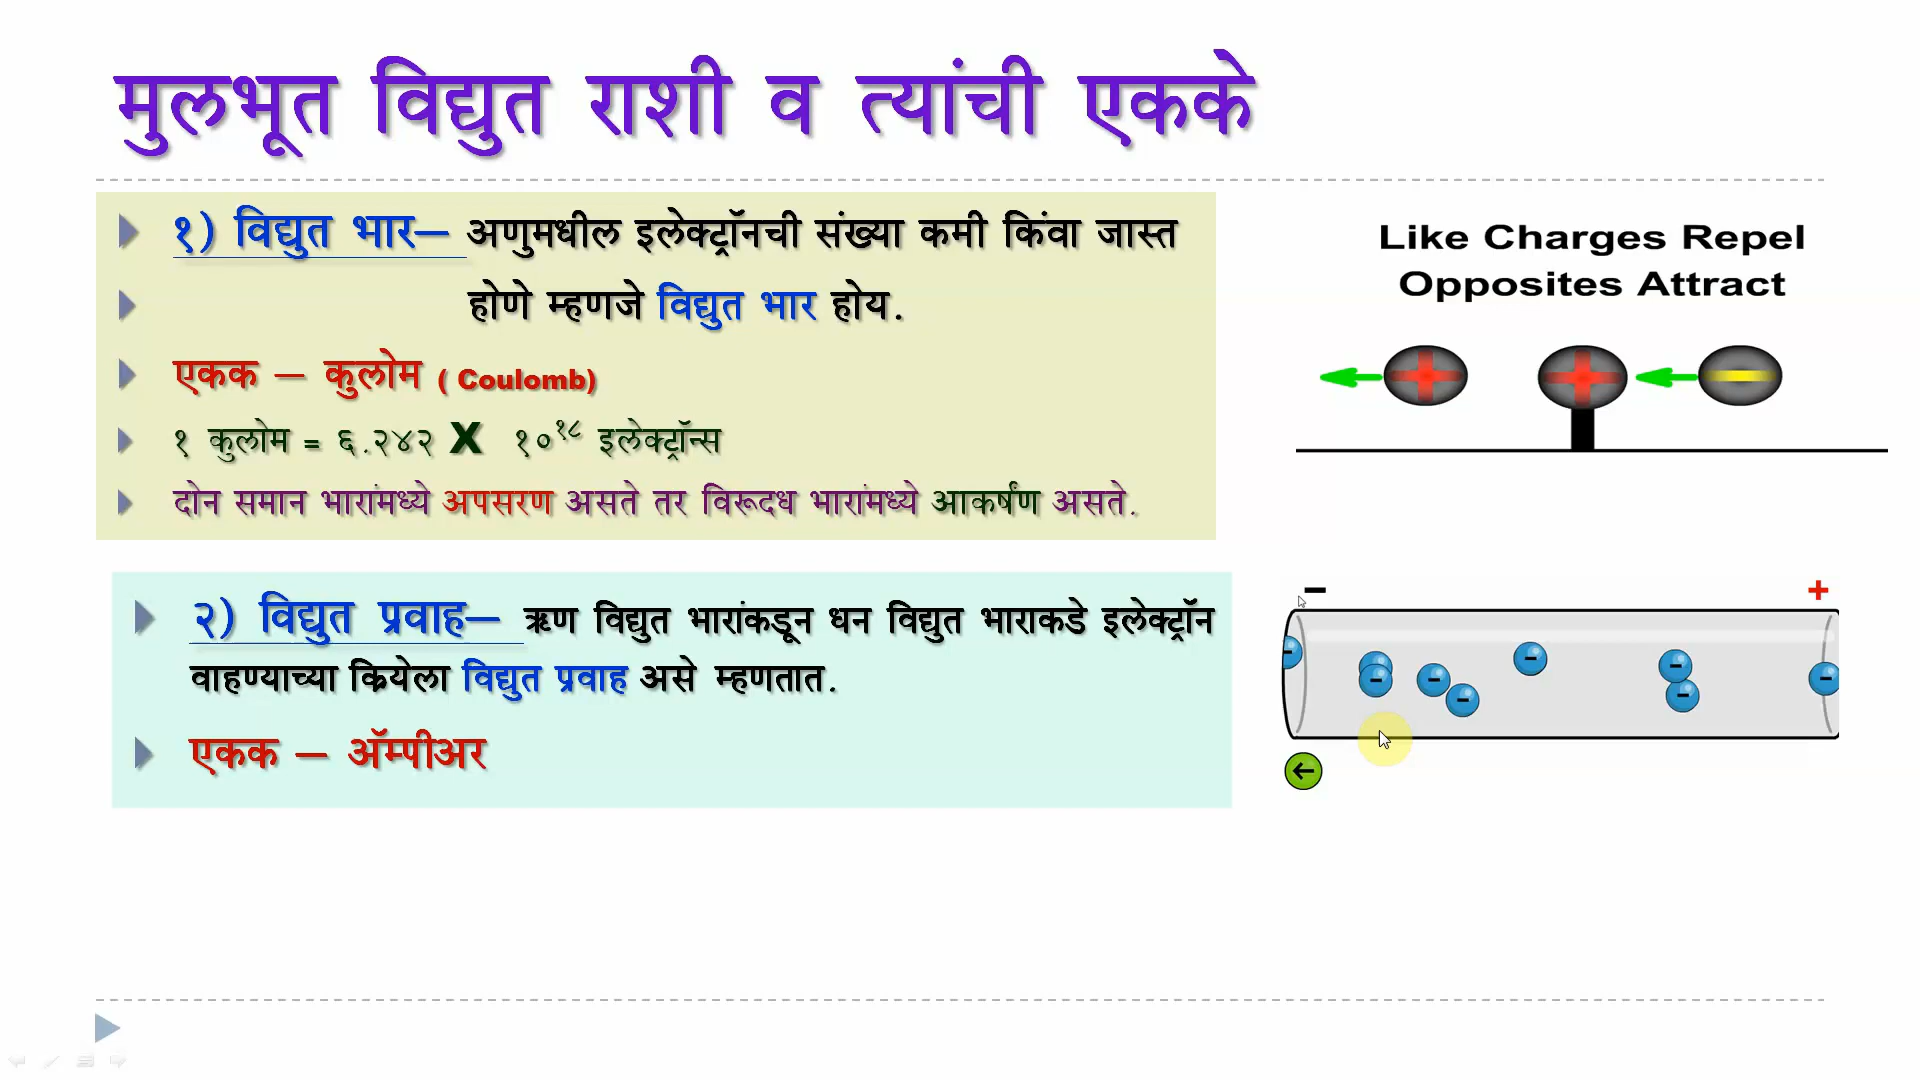 मुलभूत विद्युत राशी व त्यांची एकके
१) विद्युत भार– अणुमधील इलेक्ट्रॉनची संख्या कमी किंवा जास्त
होणे म्हणजे विद्युत भार होय.
एकक – कुलोम ( Coulomb)
१ कुलोम = ६.२४२ X १०¹⁸ इलेक्ट्रॉन्स
दोन समान भारांमध्ये अपसरण असते तर विरूदध भारांमध्ये आकर्षंण असते.
Like Charges Repel
Opposites Attract
२) विद्युत प्रवाह– ऋण विद्युत भारांकडून धन विद्युत भाराकडे इलेक्ट्रॉन
वाहण्याच्या क्रियेला विद्युत प्रवाह असे म्हणतात.
एकक – ॲम्पीअर